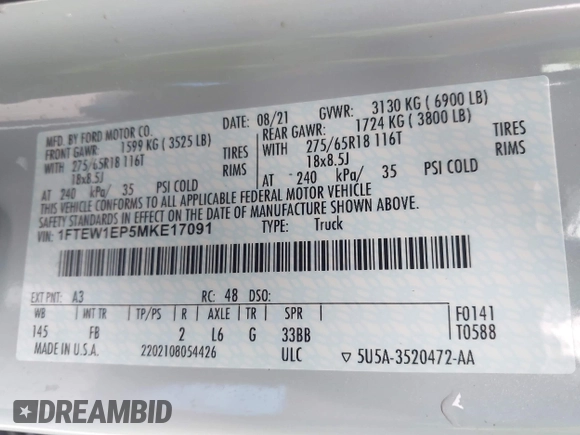 MFD. BY FORD MOTOR CO.
DATE: 08/21 GVWR: 3130 KG ( 6900 LB)
FRONT GAWR: 1599 KG ( 3525 LB)
REAR GAWR: 1724 KG ( 3800 LB)
WITH 275/65R18 116T TIRES
WITH 275/65R18 116T TIRES
18x8.5J RIMS
18x8.5J RIMS
AT 240 kPa/ 35 PSI COLD
AT 240 kPa/ 35 PSI COLD
THIS VEHICLE CONFORMS TO ALL APPLICABLE FEDERAL MOTOR VEHICLE
SAFETY STANDARDS IN EFFECT ON THE DATE OF MANUFACTURE SHOWN ABOVE.
VIN: 1FTEW1EP5MKE17091 TYPE: Truck
EXT PNT: A3 RC: 48 DSO:
WB INT TR TP/PS R AXLE TR SPR
145 FB 2 L6 G 33BB
F0141
T0588
MADE IN U.S.A. 2202108054426 ULC ▽ 5U5A-3520472-AA
DREAMBID